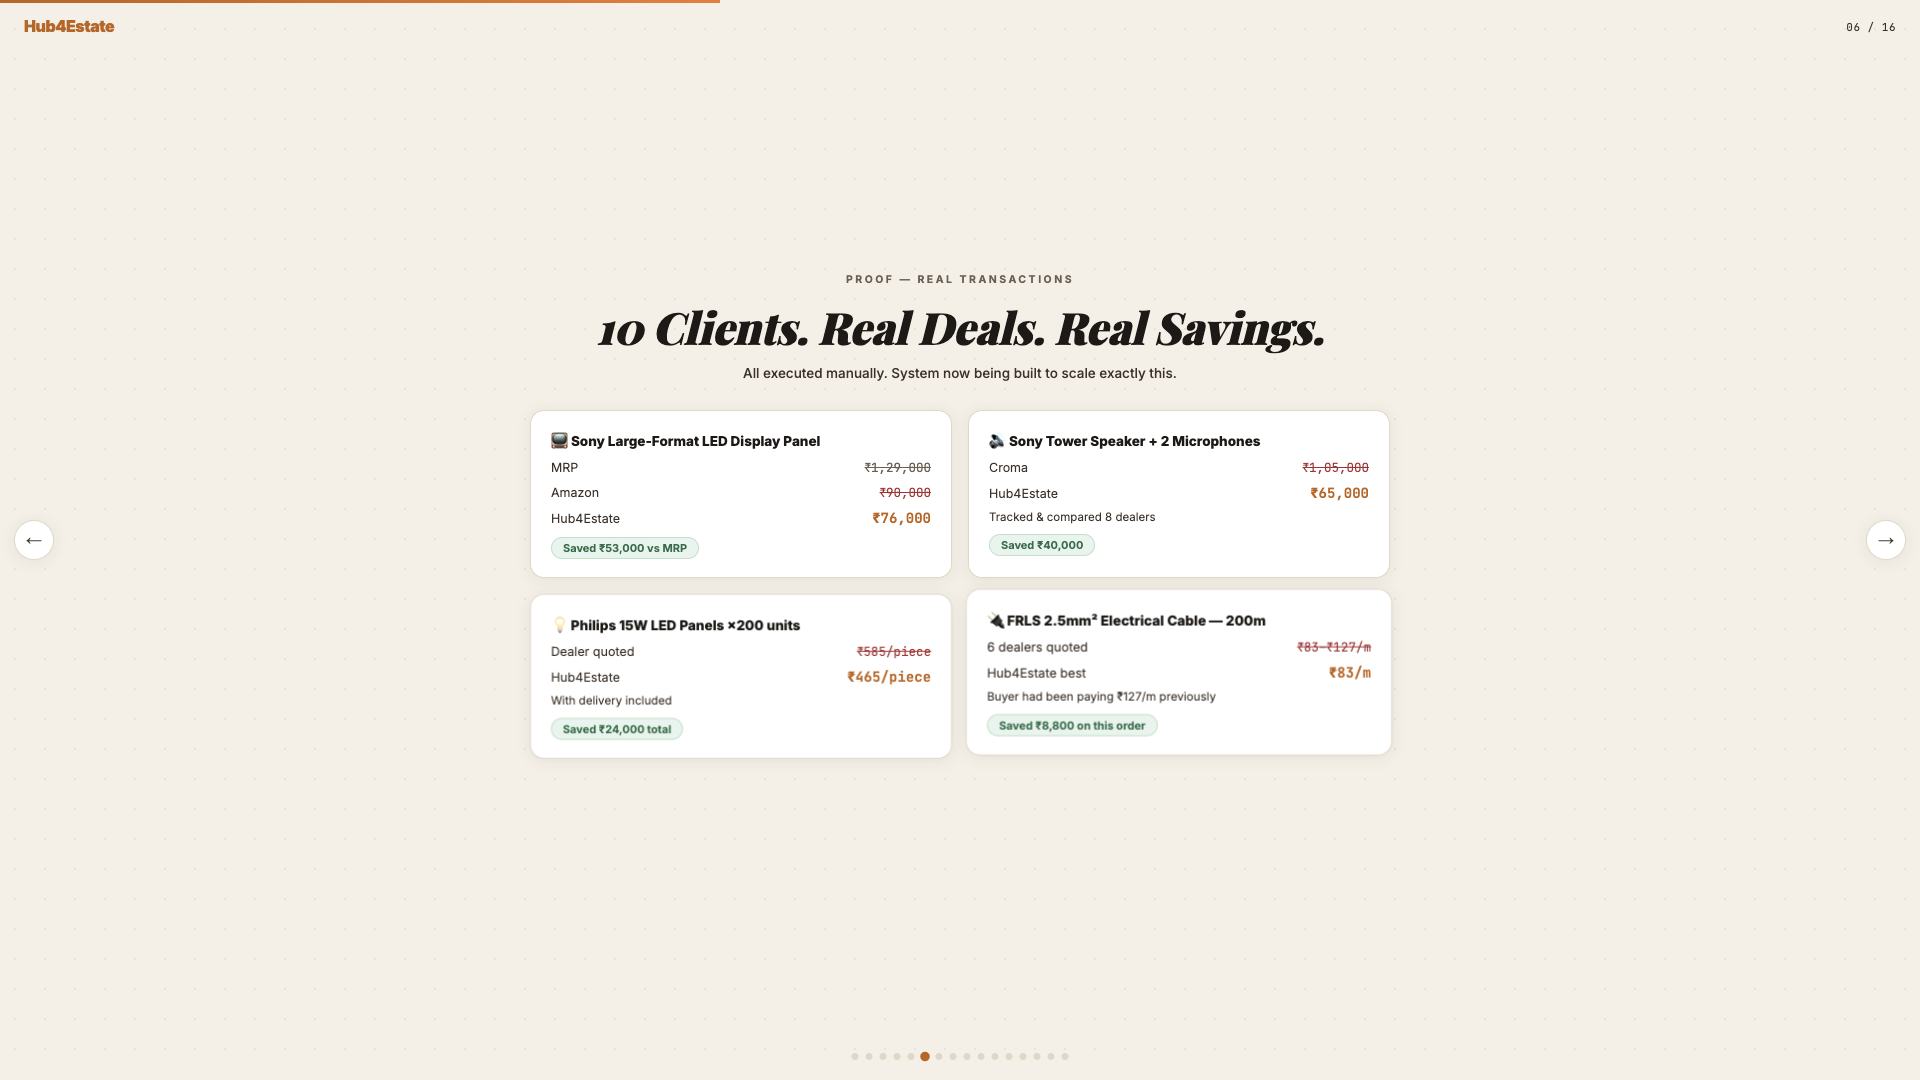 Hub4Estate
06 / 16
PROOF — REAL TRANSACTIONS
10 Clients. Real Deals. Real Savings.
All executed manually. System now being built to scale exactly this.
Sony Large-Format LED Display Panel
MRP ₹1,29,000
Amazon ₹90,000
Hub4Estate ₹76,000
Saved ₹53,000 vs MRP
Sony Tower Speaker + 2 Microphones
Croma ₹1,05,000
Hub4Estate ₹65,000
Tracked & compared 8 dealers
Saved ₹40,000
Philips 15W LED Panels ×200 units
Dealer quoted ₹585/piece
Hub4Estate ₹465/piece
With delivery included
Saved ₹24,000 total
FRLS 2.5mm² Electrical Cable — 200m
6 dealers quoted ₹83–₹127/m
Hub4Estate best ₹83/m
Buyer had been paying ₹127/m previously
Saved ₹8,800 on this order